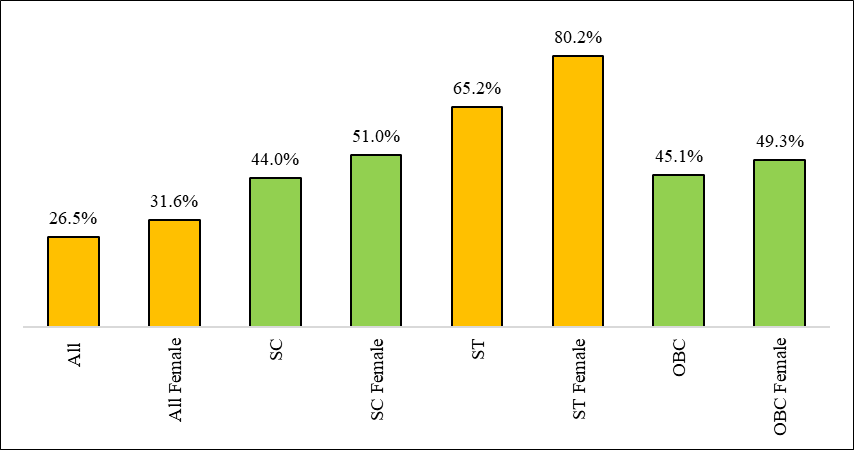 80.2%
65.2%
51.0%
49.3%
44.0%
45.1%
31.6%
26.5%
All
All Female
SC
SC Female
ST
ST Female
OBC
OBC Female